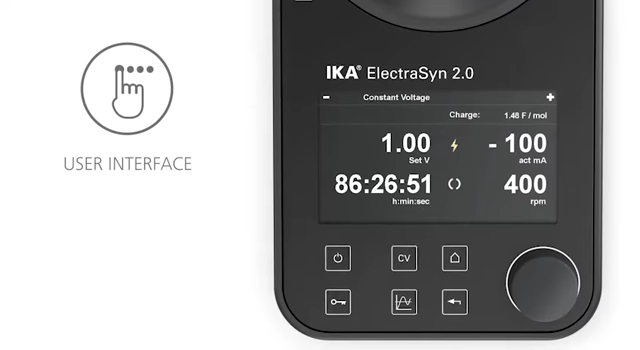 USER INTERFACE
IKA® ElectraSyn 2.0
- Constant Voltage +
Charge: 1.48 F / mol
1.00 - 100
Set V act mA
86:26:51 400
h:min:sec rpm
CV